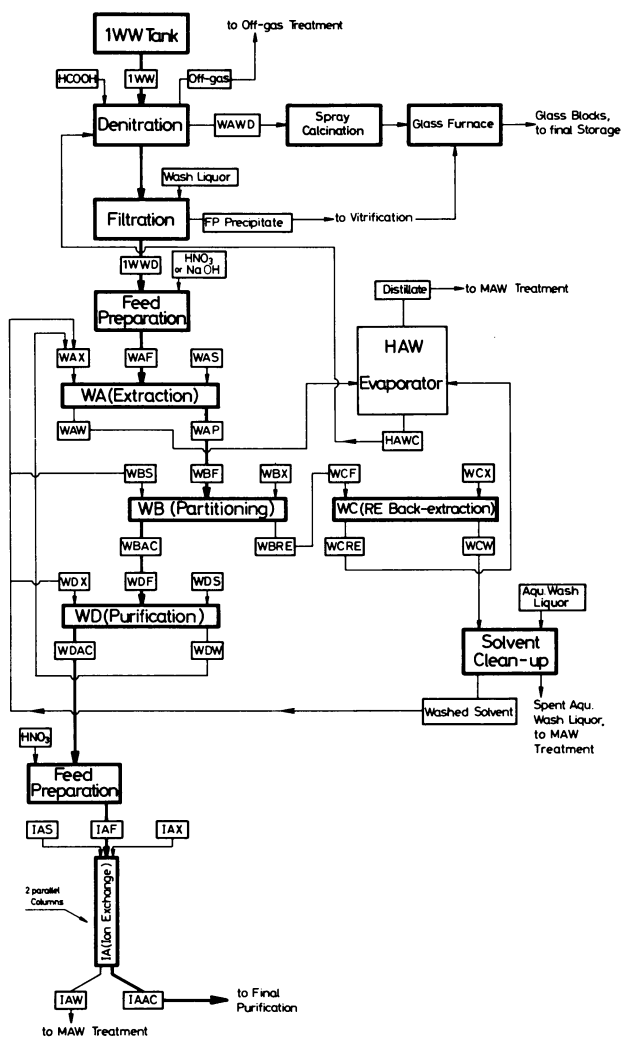 1WW Tank
to Off-gas Treatment
HCOOH
1WW
Off-gas
Denitration
WAWD
Spray
Calcination
Glass Furnace
Glass Blocks,
to final Storage
Wash Liquor
Filtration
FP Precipitate
to Vitrification
1WWD
HNO3
or NaOH
Feed
Preparation
Distillate
to MAW Treatment
HAW
Evaporator
HAWC
WAX
WAF
WAS
WA (Extraction)
WAW
WAP
WBS
WBF
WBX
WCF
WCX
WB (Partitioning)
WC (RE Back-extraction)
WBAC
WBRE
WCRE
WCW
WDX
WDF
WDS
WD (Purification)
WDAC
WDW
Aqu. Wash
Liquor
Solvent
Clean-up
Washed Solvent
Spent Aqu.
Wash Liquor,
to MAW
Treatment
HNO3
Feed
Preparation
IAS
IAF
IAX
2 parallel
Columns
IA (Ion Exchange)
IAW
IAAC
to Final
Purification
to MAW Treatment